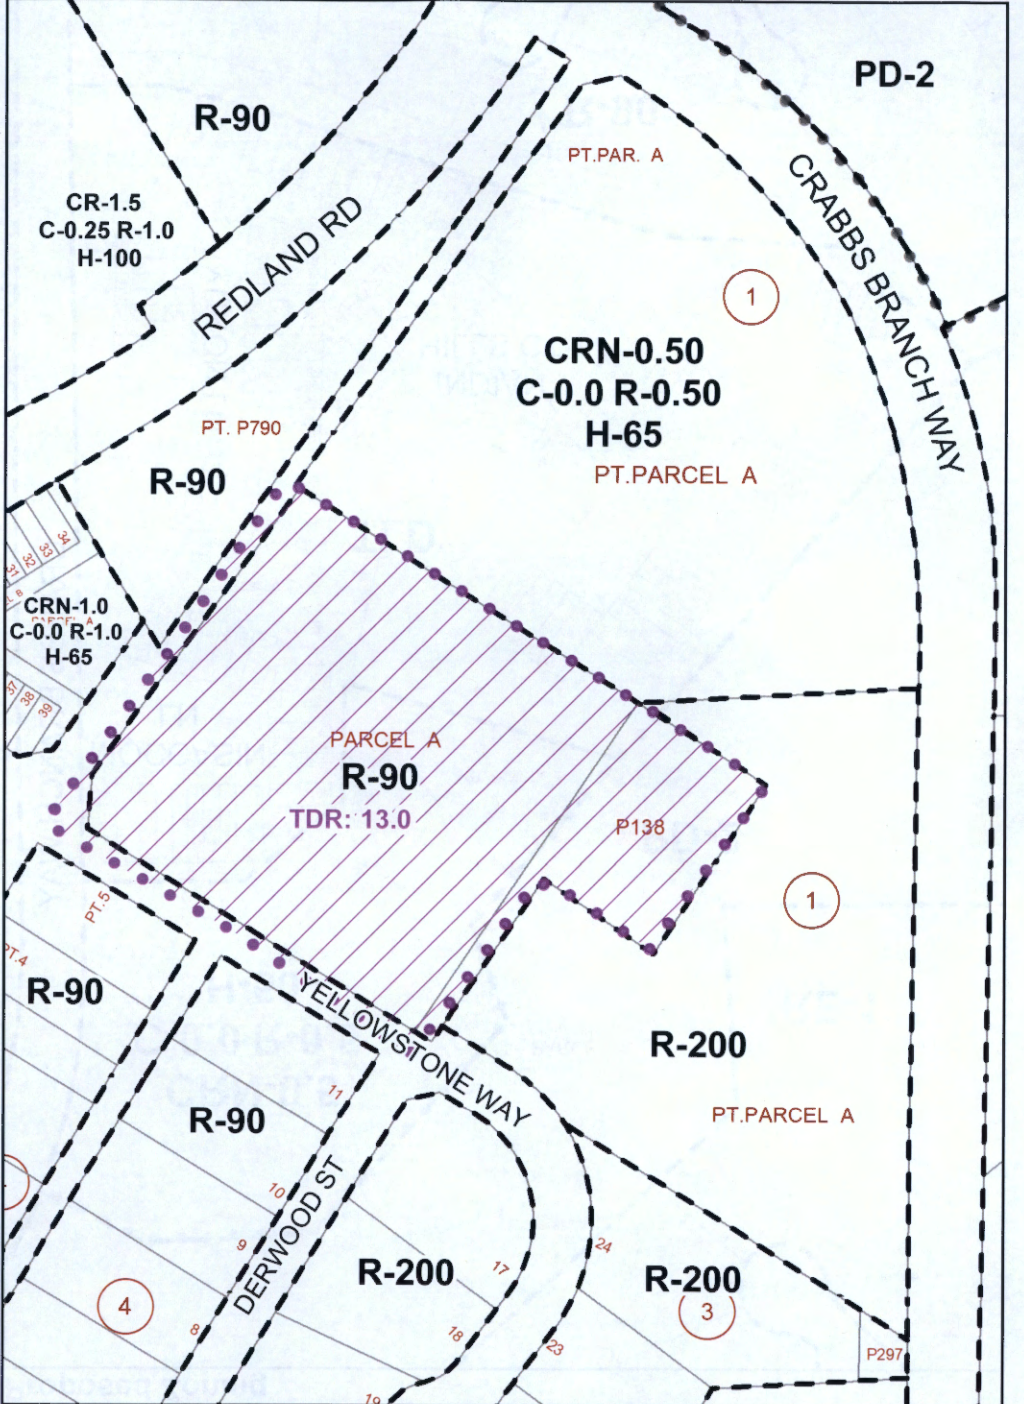 PD-2
R-90
PT.PAR. A
CRABBS BRANCH WAY
CR-1.5
C-0.25 R-1.0
H-100
REDLAND RD
1
CRN-0.50
C-0.0 R-0.50
H-65
PT.PARCEL A
PT. P790
R-90
34
33
32
31
CRN-1.0
PARCEL A
C-0.0 R-1.0
H-65
37
38
39
PARCEL A
R-90
TDR: 13.0
P138
1
PT.5
PT.4
R-90
YELLOWSTONE WAY
R-200
PT.PARCEL A
R-90
11
10
9
8
DERWOOD ST
4
R-200
17
18
19
24
23
R-200
3
P297